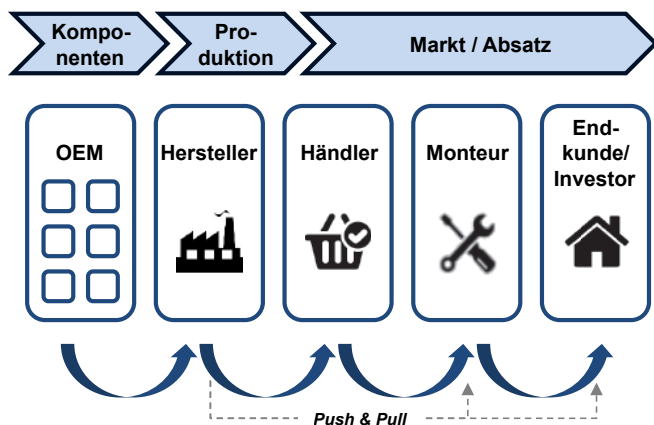 Kompo-
nenten
Pro-
duktion
Markt / Absatz
OEM
Hersteller
Händler
Monteur
End-
kunde/
Investor
Push & Pull